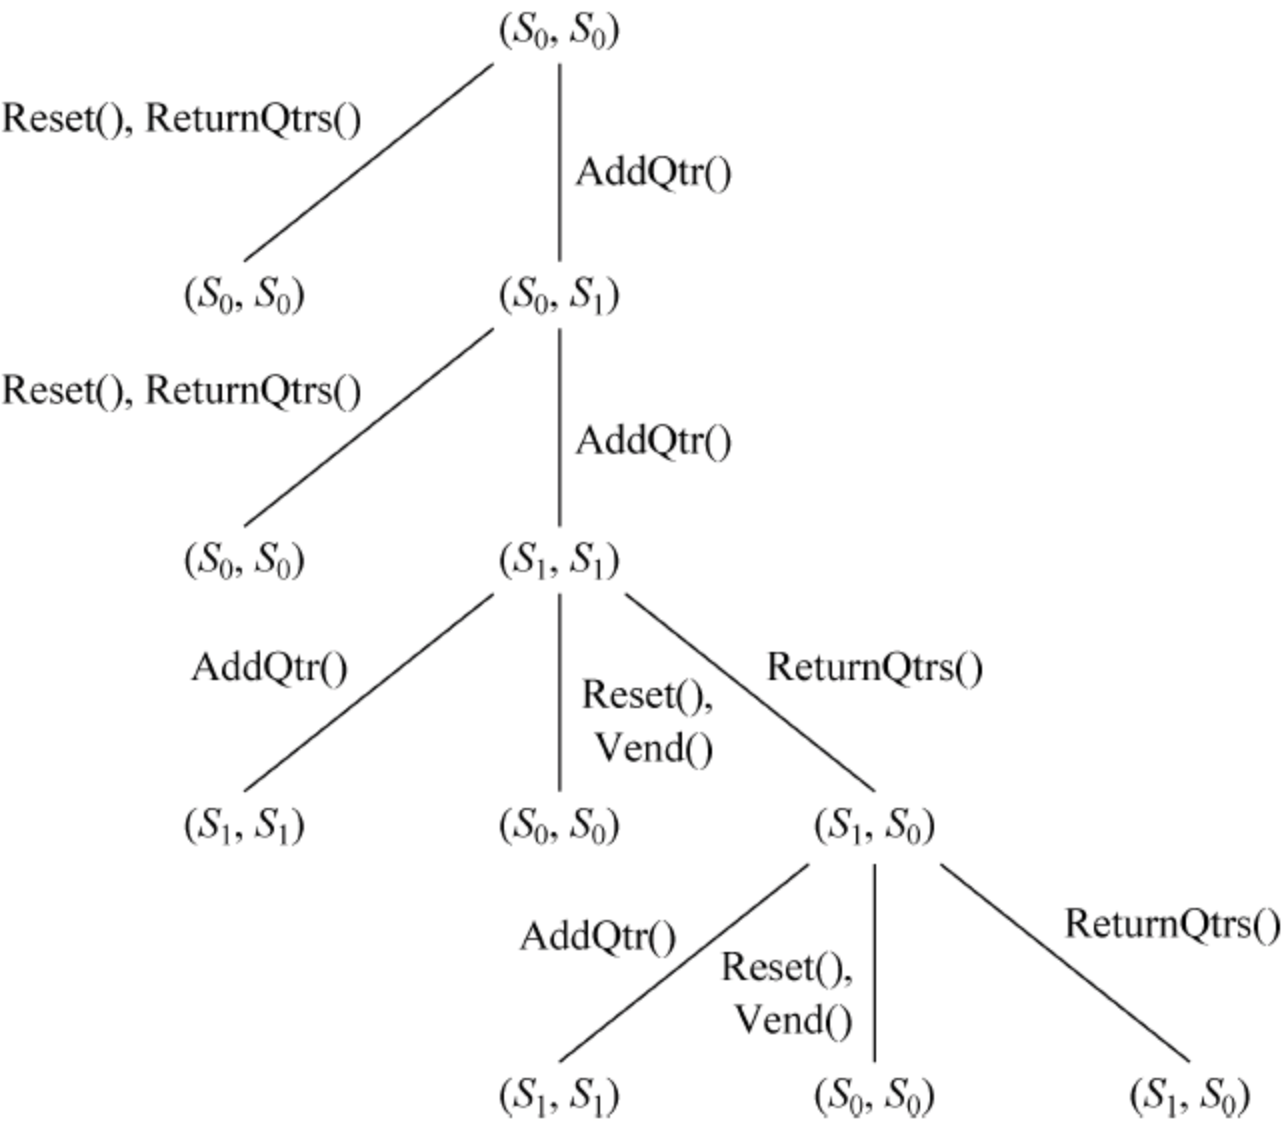 (S₀, S₀)
Reset(), ReturnQtrs()
AddQtr()
(S₀, S₀)
(S₀, S₁)
Reset(), ReturnQtrs()
AddQtr()
(S₀, S₀)
(S₁, S₁)
AddQtr()
Reset(),
Vend()
ReturnQtrs()
(S₁, S₁)
(S₀, S₀)
(S₁, S₀)
AddQtr()
Reset(),
Vend()
ReturnQtrs()
(S₁, S₁)
(S₀, S₀)
(S₁, S₀)